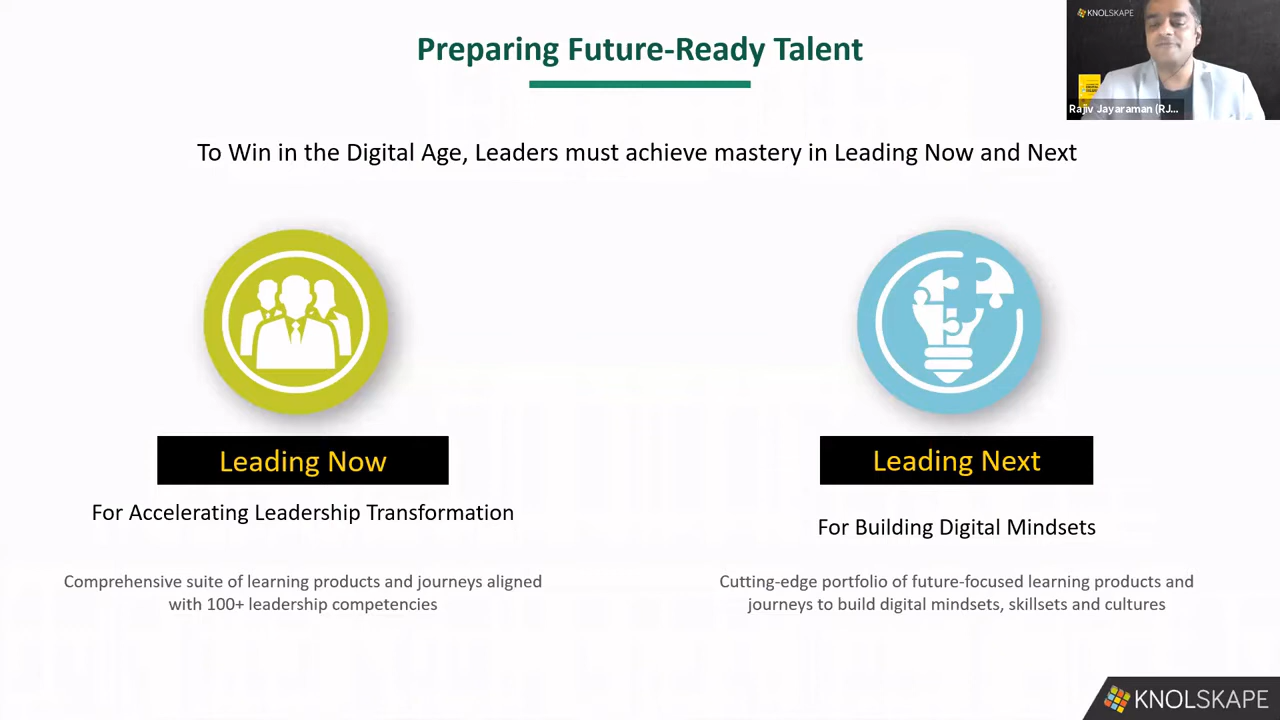 Preparing Future-Ready Talent
KNOLSKAPE
Rajiv Jayaraman (RJ...
To Win in the Digital Age, Leaders must achieve mastery in Leading Now and Next
Leading Now
For Accelerating Leadership Transformation
Comprehensive suite of learning products and journeys aligned
with 100+ leadership competencies
Leading Next
For Building Digital Mindsets
Cutting-edge portfolio of future-focused learning products and
journeys to build digital mindsets, skillsets and cultures
KNOLSKAPE